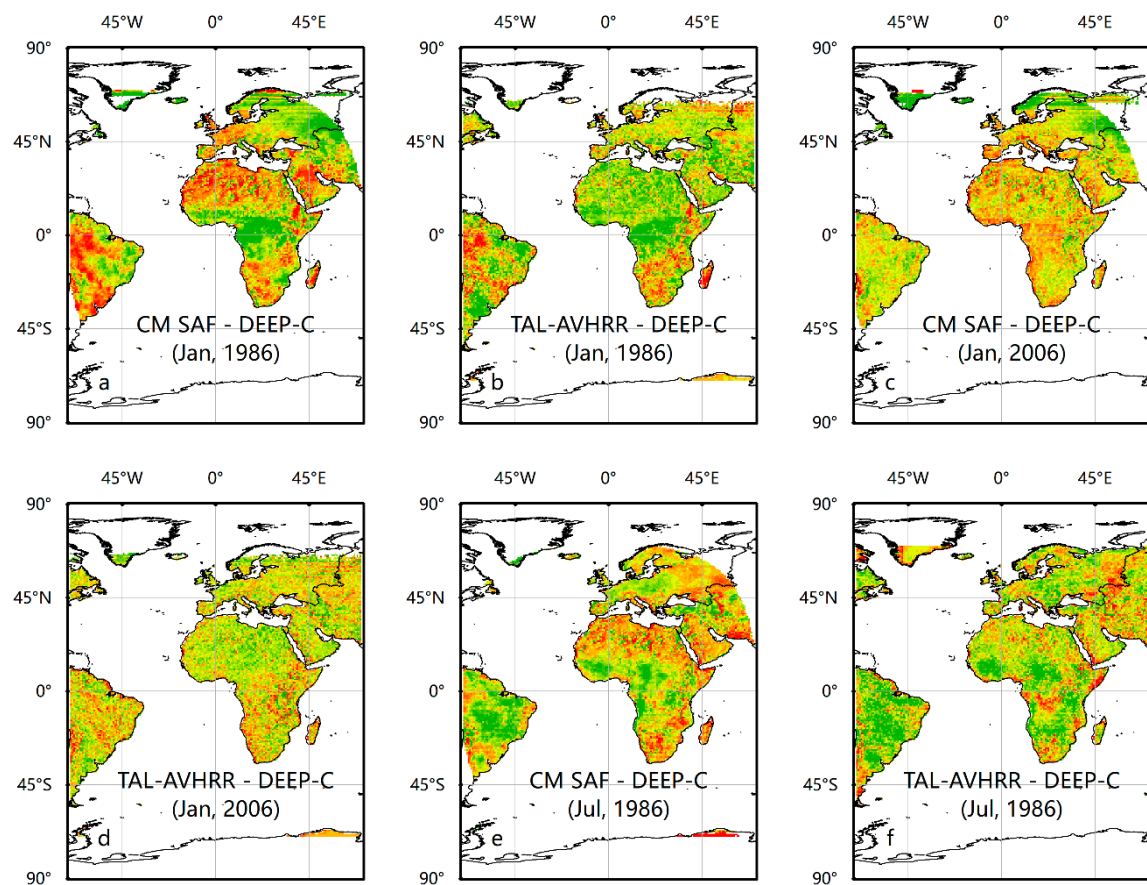 45°W 0° 45°E 45°W 0° 45°E 45°W 0° 45°E
90° 90° 90°
45°N 45°N 45°N
0° 0° 0°
45°S 45°S 45°S
CM SAF - DEEP-C
(Jan, 1986)
a
TAL-AVHRR - DEEP-C
(Jan, 1986)
b
CM SAF - DEEP-C
(Jan, 2006)
c
90° 90° 90°
45°W 0° 45°E 45°W 0° 45°E 45°W 0° 45°E
90° 90° 90°
45°N 45°N 45°N
0° 0° 0°
45°S 45°S 45°S
TAL-AVHRR - DEEP-C
(Jan, 2006)
d
CM SAF - DEEP-C
(Jul, 1986)
e
TAL-AVHRR - DEEP-C
(Jul, 1986)
f
90° 90° 90°